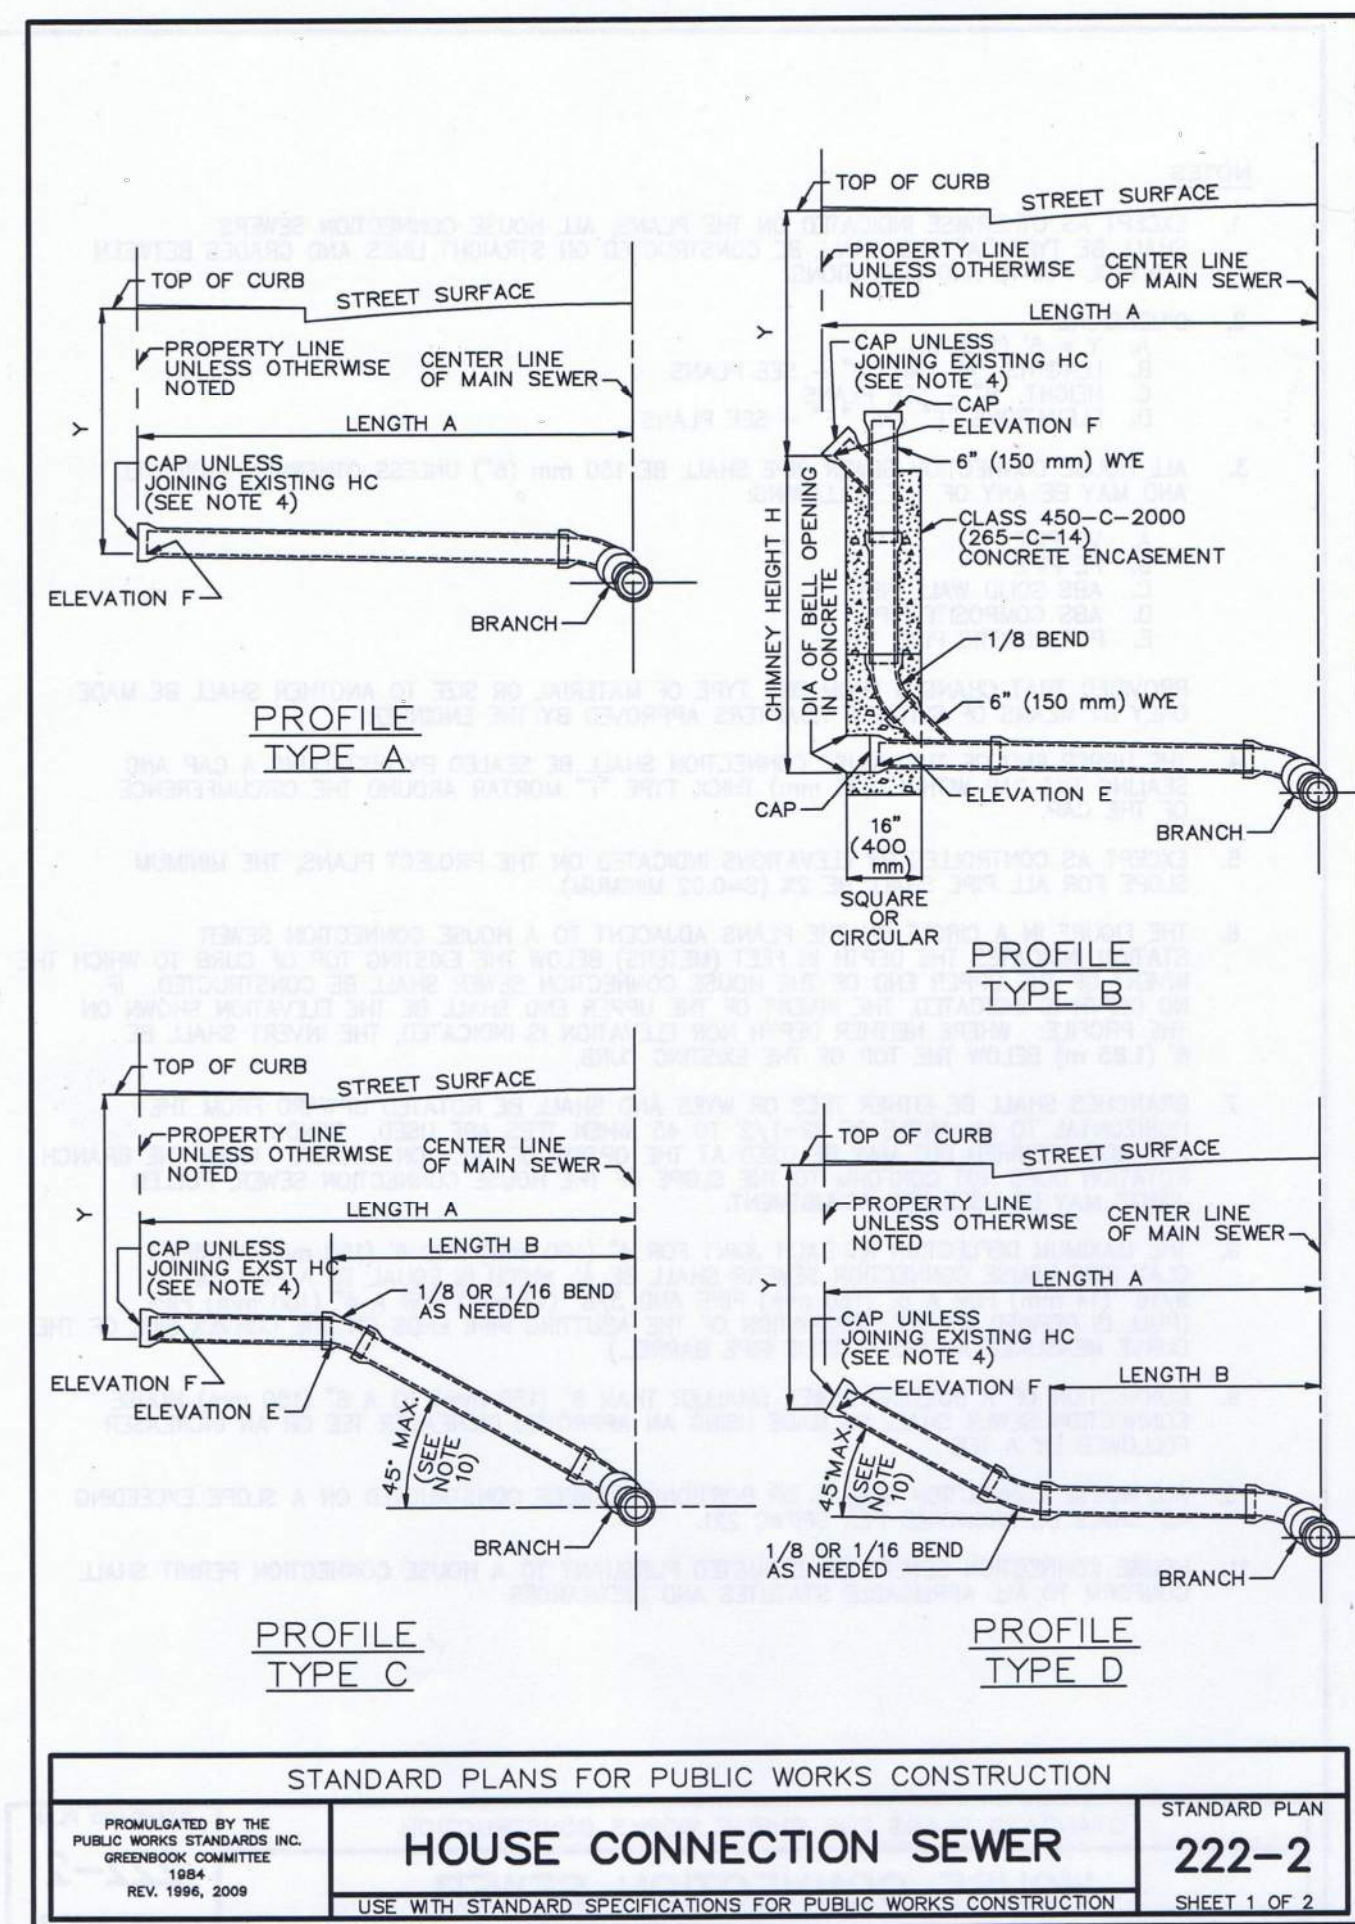 TOP OF CURB
STREET SURFACE
PROPERTY LINE
UNLESS OTHERWISE
NOTED
CENTER LINE
OF MAIN SEWER
Y
LENGTH A
CAP UNLESS
JOINING EXISTING HC
(SEE NOTE 4)
ELEVATION F
BRANCH
PROFILE
TYPE A
TOP OF CURB
STREET SURFACE
PROPERTY LINE
UNLESS OTHERWISE
NOTED
CENTER LINE
OF MAIN SEWER
Y
LENGTH A
CAP UNLESS
JOINING EXISTING HC
(SEE NOTE 4)
CAP
ELEVATION F
6" (150 mm) WYE
CLASS 450-C-2000
(265-C-14)
CONCRETE ENCASEMENT
CHIMNEY HEIGHT H
DIA OF BELL OPENING
IN CONCRETE
1/8 BEND
6" (150 mm) WYE
CAP
ELEVATION E
BRANCH
16"
(400
mm)
SQUARE
OR
CIRCULAR
PROFILE
TYPE B
TOP OF CURB
STREET SURFACE
PROPERTY LINE
UNLESS OTHERWISE
NOTED
CENTER LINE
OF MAIN SEWER
Y
LENGTH A
CAP UNLESS
JOINING EXST HC
(SEE NOTE 4)
LENGTH B
1/8 OR 1/16 BEND
AS NEEDED
ELEVATION F
ELEVATION E
45° MAX.
(SEE
NOTE
10)
BRANCH
PROFILE
TYPE C
TOP OF CURB
STREET SURFACE
PROPERTY LINE
UNLESS OTHERWISE
NOTED
CENTER LINE
OF MAIN SEWER
Y
LENGTH A
CAP UNLESS
JOINING EXISTING HC
(SEE NOTE 4)
ELEVATION F
LENGTH B
45° MAX.
(SEE
NOTE
10)
1/8 OR 1/16 BEND
AS NEEDED
BRANCH
PROFILE
TYPE D
STANDARD PLANS FOR PUBLIC WORKS CONSTRUCTION
PROMULGATED BY THE
PUBLIC WORKS STANDARDS INC.
GREENBOOK COMMITTEE
1984
REV. 1996, 2009
HOUSE CONNECTION SEWER
USE WITH STANDARD SPECIFICATIONS FOR PUBLIC WORKS CONSTRUCTION
STANDARD PLAN
222-2
SHEET 1 OF 2